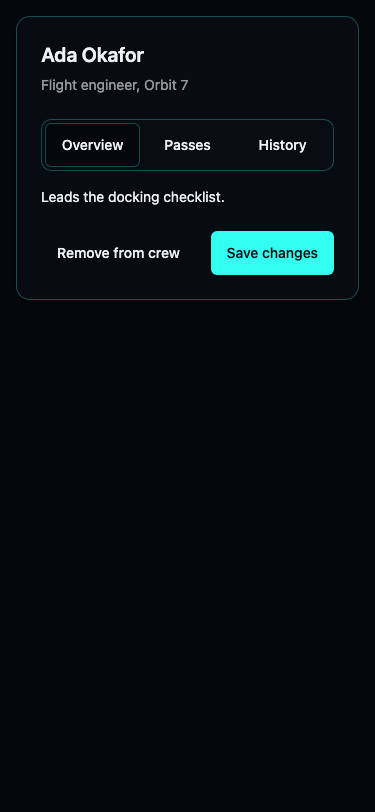 Ada Okafor
Flight engineer, Orbit 7
Overview Passes History
Leads the docking checklist.
Remove from crew Save changes